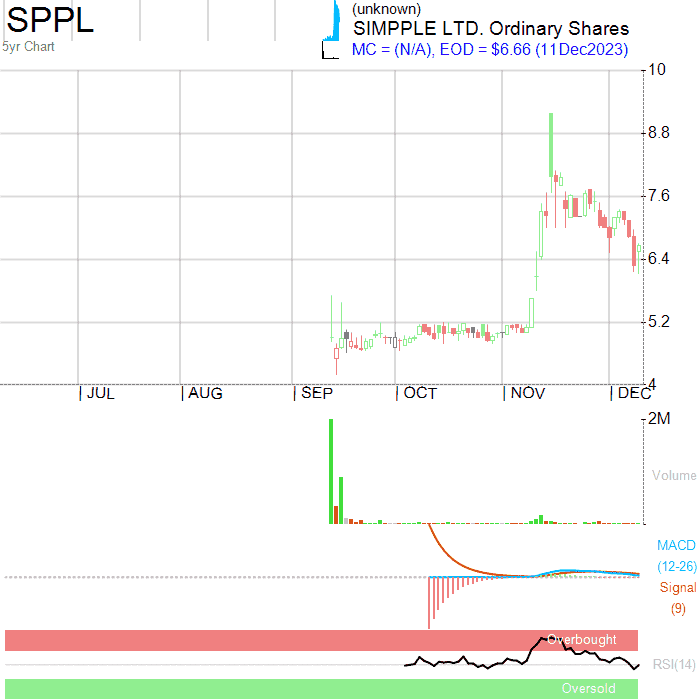 SPPL
5yr Chart
(unknown)
SIMPPLE LTD. Ordinary Shares
MC = (N/A), EOD = $6.66 (11Dec2023)
10
8.8
7.6
6.4
5.2
4
JUL AUG SEP OCT NOV DEC
2M
Volume
MACD
(12-26)
Signal
(9)
Overbought
RSI(14)
Oversold